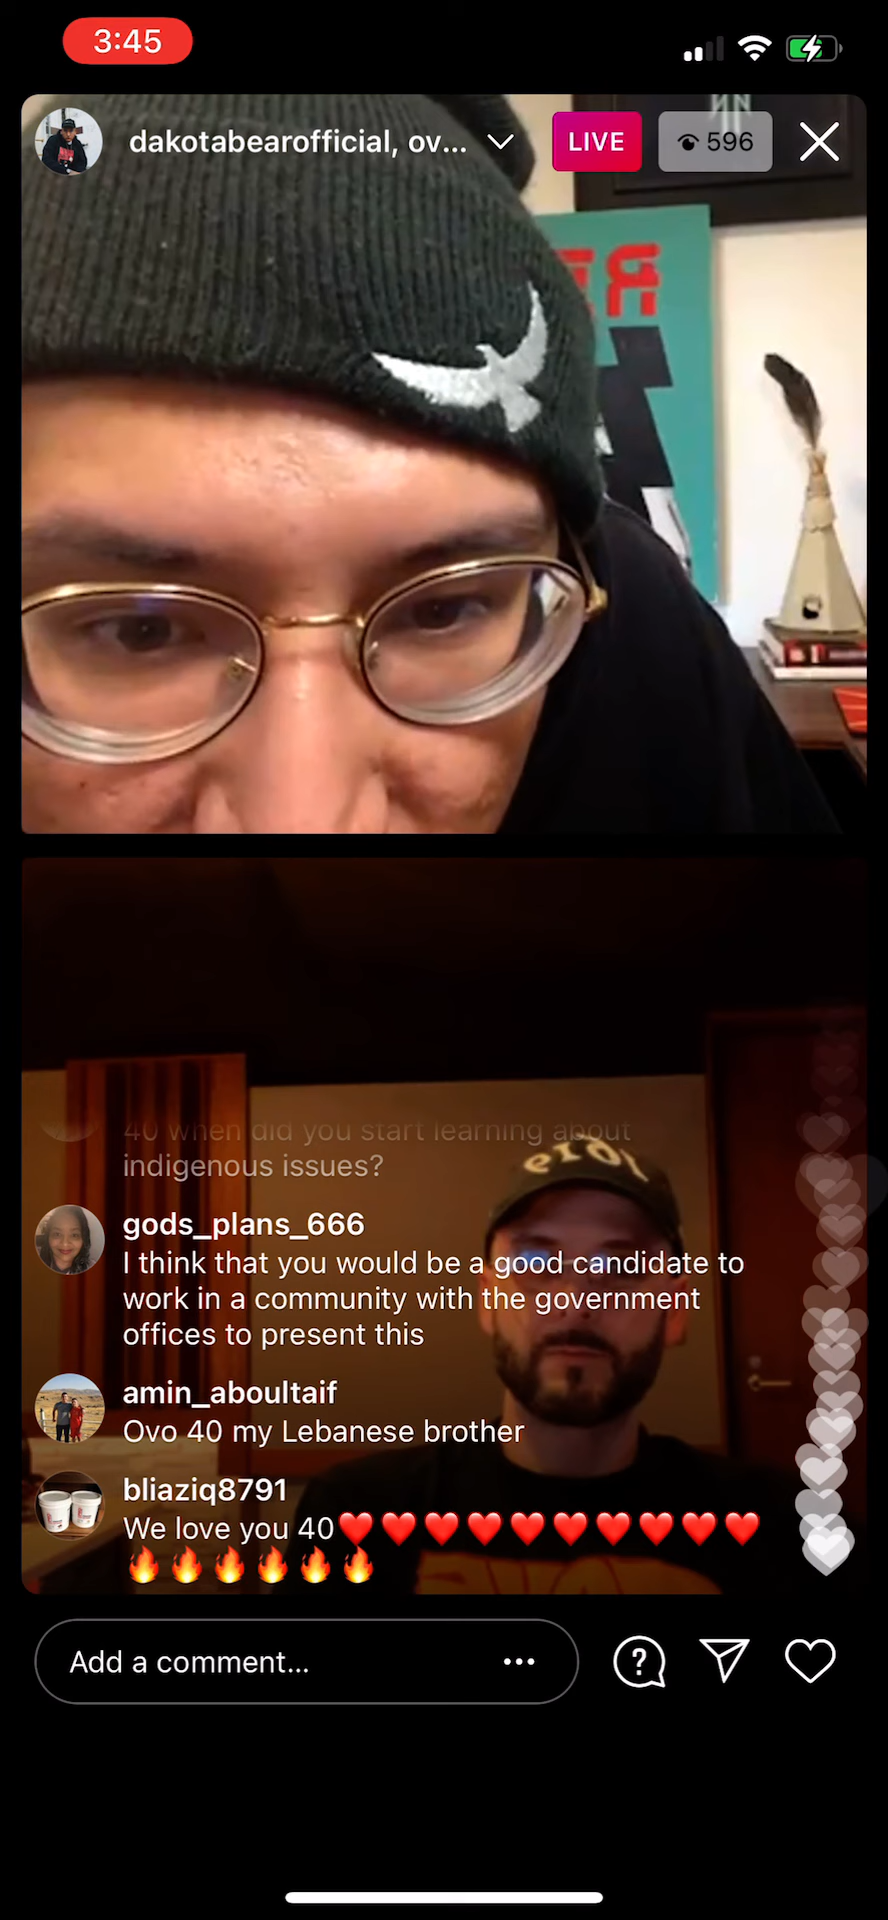 3:45
dakotabearofficial, ov...
LIVE
596
40 when did you start learning about
indigenous issues?
gods_plans_666
I think that you would be a good candidate to
work in a community with the government
offices to present this
amin_aboultaif
Ovo 40 my Lebanese brother
bliaziq8791
We love you 40❤️❤️❤️❤️❤️❤️❤️❤️❤️❤️
🔥🔥🔥🔥🔥🔥
Add a comment...